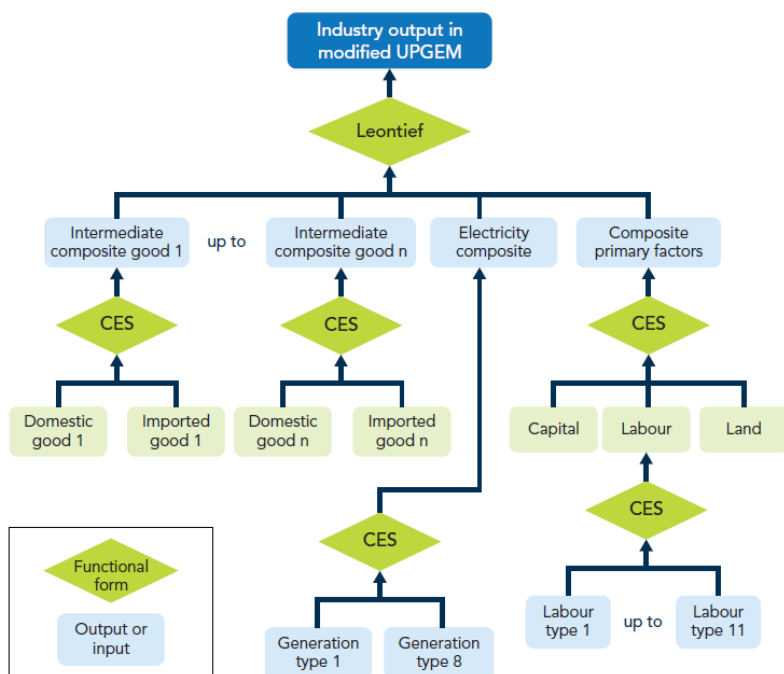 Industry output in
modified UPGEM
Leontief
Intermediate
composite good 1
up to
Intermediate
composite good n
Electricity
composite
Composite
primary factors
CES
CES
CES
Domestic
good 1
Imported
good 1
Domestic
good n
Imported
good n
Capital
Labour
Land
CES
CES
Functional
form
Output or
input
Generation
type 1
Generation
type 8
Labour
type 1
up to
Labour
type 11